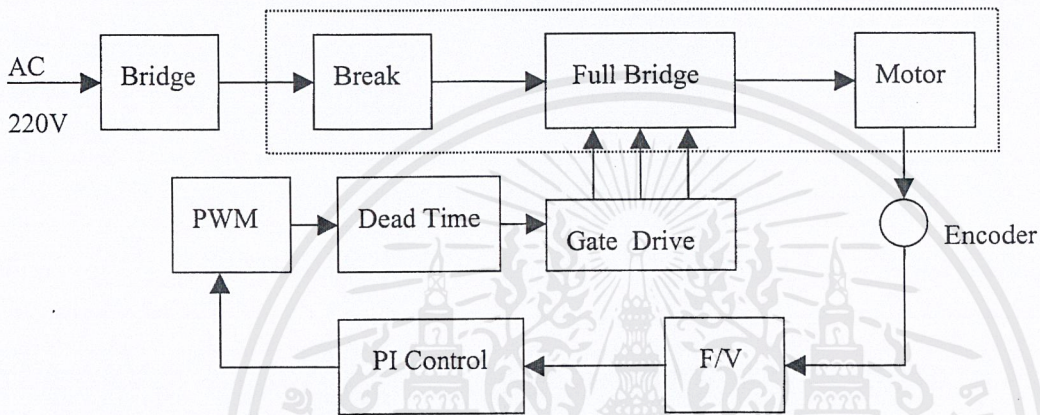 AC
220V
Bridge
Break
Full Bridge
Motor
PWM
Dead Time
Gate Drive
Encoder
PI Control
F/V